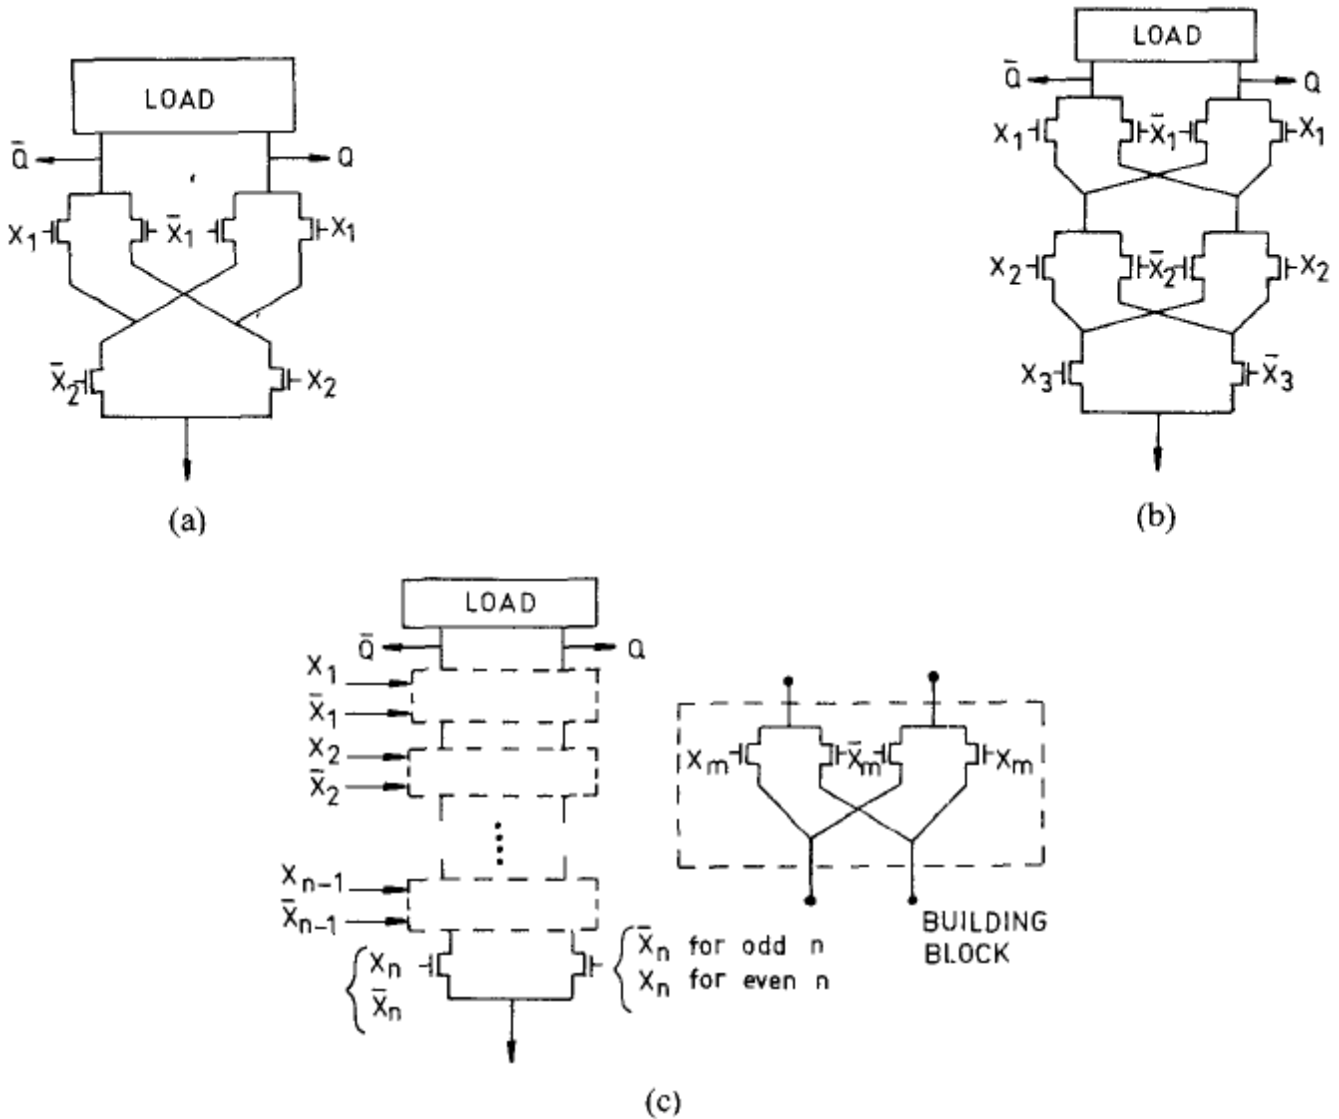 LOAD
Q̄ Q
X₁ X̄₁ X₁
X̄₂ X₂
(a)
LOAD
Q̄ Q
X₁ X̄₁ X₁
X₂ X̄₂ X₂
X₃ X̄₃
(b)
LOAD
Q̄ Q
X₁
X̄₁
X₂
X̄₂
Xₙ₋₁
X̄ₙ₋₁
Xₙ
X̄ₙ
X̄ₙ for odd n
Xₙ for even n
Xₘ X̄ₘ Xₘ
BUILDING
BLOCK
(c)